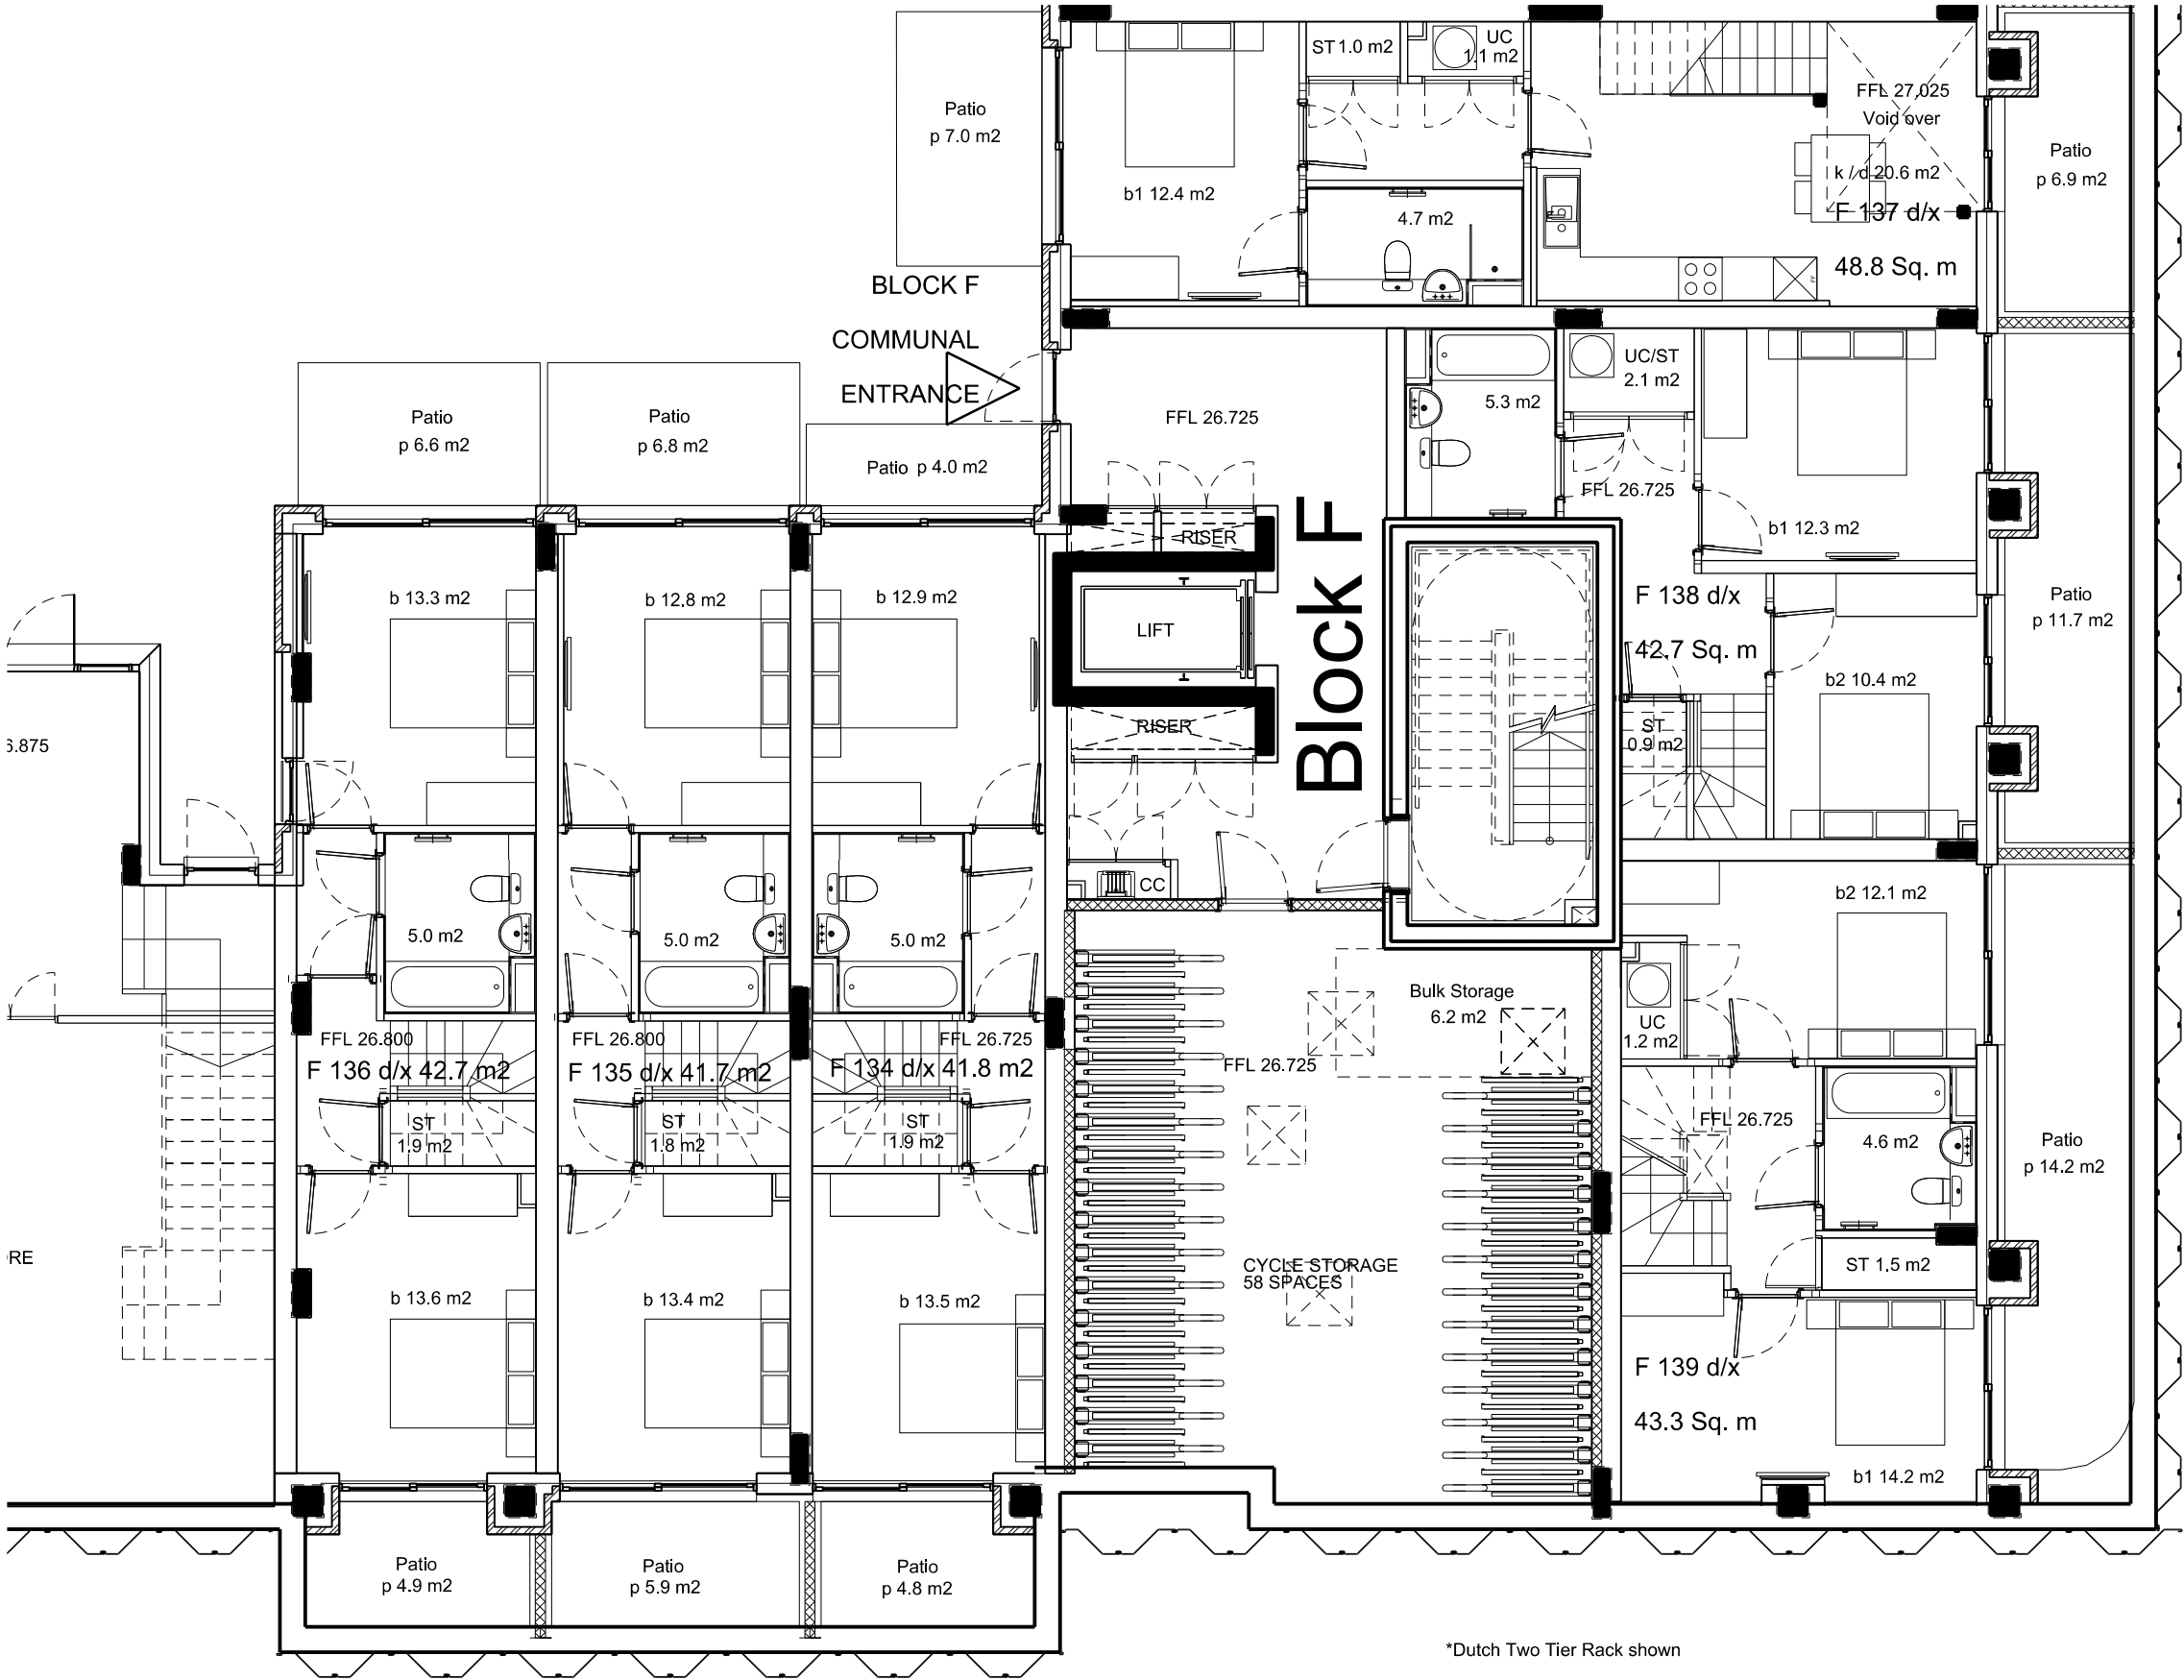 ST 1.0 m2
UC
1.1 m2
FFL 27.025
Void over
Patio
p 7.0 m2
k / d 20.6 m2
Patio
p 6.9 m2
b1 12.4 m2
4.7 m2
F 137 d/x
48.8 Sq. m
BLOCK F
COMMUNAL
ENTRANCE
UC/ST
2.1 m2
5.3 m2
Patio
p 6.6 m2
Patio
p 6.8 m2
Patio p 4.0 m2
FFL 26.725
FFL 26.725
b1 12.3 m2
RISER
Block F
b 13.3 m2
b 12.8 m2
b 12.9 m2
LIFT
F 138 d/x
42.7 Sq. m
Patio
p 11.7 m2
b2 10.4 m2
RISER
ST
0.9 m2
6.875
CC
b2 12.1 m2
5.0 m2
5.0 m2
5.0 m2
Bulk Storage
6.2 m2
UC
1.2 m2
FFL 26.800
F 136 d/x 42.7 m2
FFL 26.800
F 135 d/x 41.7 m2
FFL 26.725
F 134 d/x 41.8 m2
FFL 26.725
FFL 26.725
ST
1.9 m2
ST
1.8 m2
ST
1.9 m2
4.6 m2
Patio
p 14.2 m2
RE
CYCLE STORAGE
58 SPACES
ST 1.5 m2
b 13.6 m2
b 13.4 m2
b 13.5 m2
F 139 d/x
43.3 Sq. m
b1 14.2 m2
Patio
p 4.9 m2
Patio
p 5.9 m2
Patio
p 4.8 m2
*Dutch Two Tier Rack shown